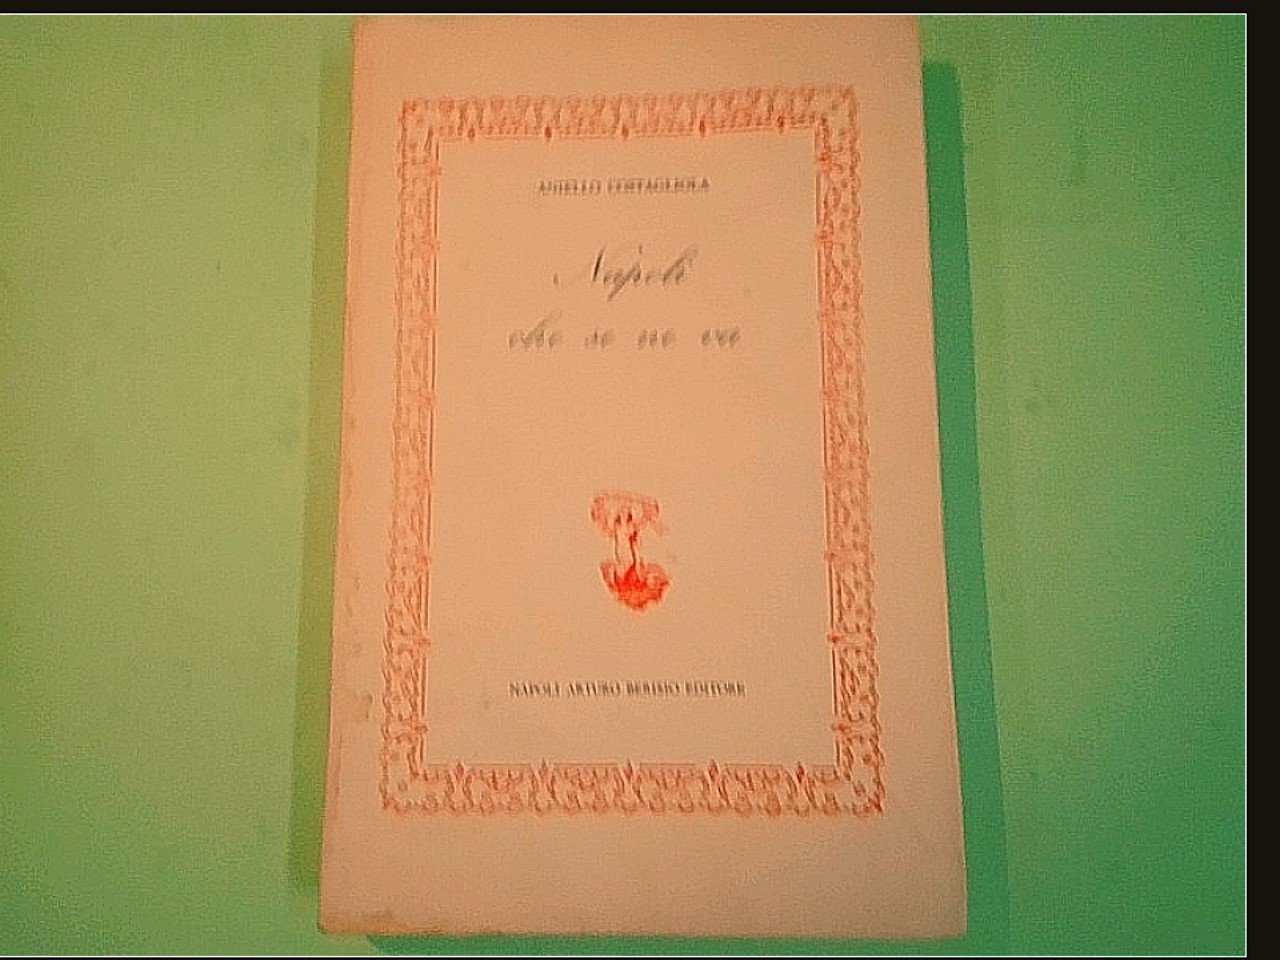 ANIELLO COSTAGLIOLA
Napoli
che se ne va
NAPOLI ARTURO BERISIO EDITORE